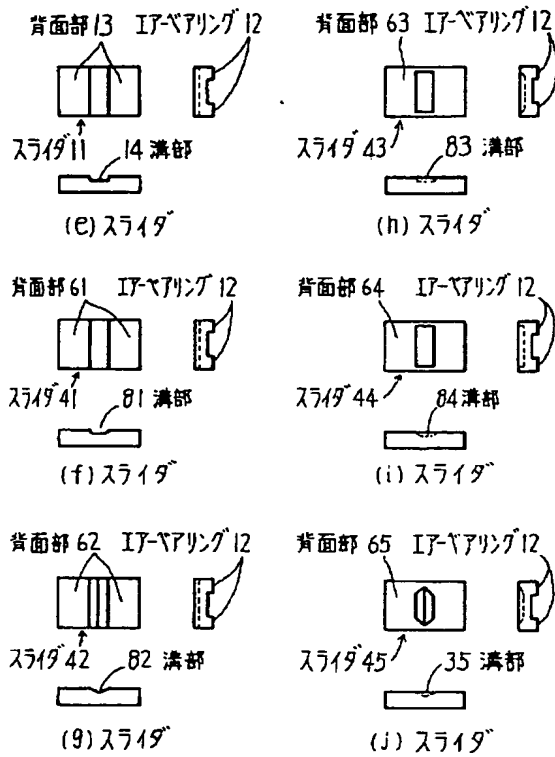 背面部 13 エアーベアリング 12
スライダ 11
14 溝部
(e) スライダ
背面部 63 エアーベアリング 12
スライダ 43
83 溝部
(h) スライダ
背面部 61 エアーベアリング 12
スライダ 41
81 溝部
(f) スライダ
背面部 64 エアーベアリング 12
スライダ 44
84 溝部
(i) スライダ
背面部 62 エアーベアリング 12
スライダ 42
82 溝部
(g) スライダ
背面部 65 エアーベアリング 12
スライダ 45
35 溝部
(j) スライダ